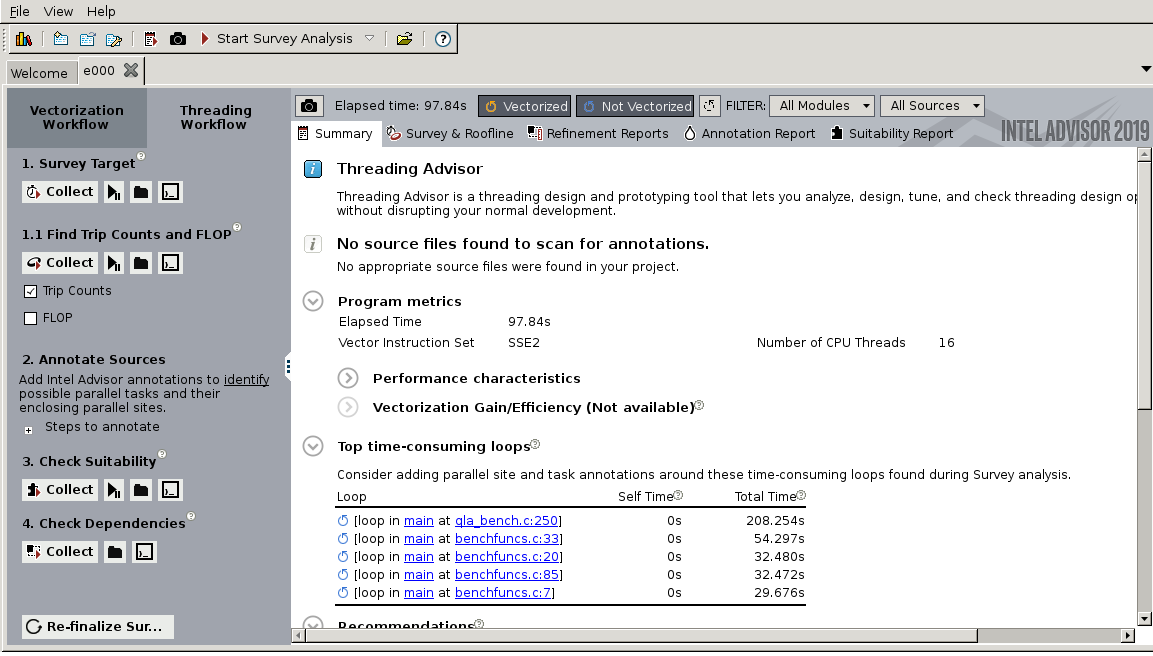 File View Help
Start Survey Analysis
Welcome e000
Vectorization Workflow
Threading Workflow
1. Survey Target
Collect
1.1 Find Trip Counts and FLOP
Collect
Trip Counts
FLOP
2. Annotate Sources
Add Intel Advisor annotations to identify
possible parallel tasks and their
enclosing parallel sites.
Steps to annotate
3. Check Suitability
Collect
4. Check Dependencies
Collect
Re-finalize Sur...
Elapsed time: 97.84s Vectorized Not Vectorized FILTER: All Modules All Sources
Summary Survey & Roofline Refinement Reports Annotation Report Suitability Report
INTEL ADVISOR 2019
Threading Advisor
Threading Advisor is a threading design and prototyping tool that lets you analyze, design, tune, and check threading design op
without disrupting your normal development.
No source files found to scan for annotations.
No appropriate source files were found in your project.
Program metrics
Elapsed Time 97.84s
Vector Instruction Set SSE2 Number of CPU Threads 16
Performance characteristics
Vectorization Gain/Efficiency (Not available)
Top time-consuming loops
Consider adding parallel site and task annotations around these time-consuming loops found during Survey analysis.
Loop Self Time Total Time
[loop in main at qla_bench.c:250] 0s 208.254s
[loop in main at benchfuncs.c:33] 0s 54.297s
[loop in main at benchfuncs.c:20] 0s 32.480s
[loop in main at benchfuncs.c:85] 0s 32.472s
[loop in main at benchfuncs.c:7] 0s 29.676s
Recommendations